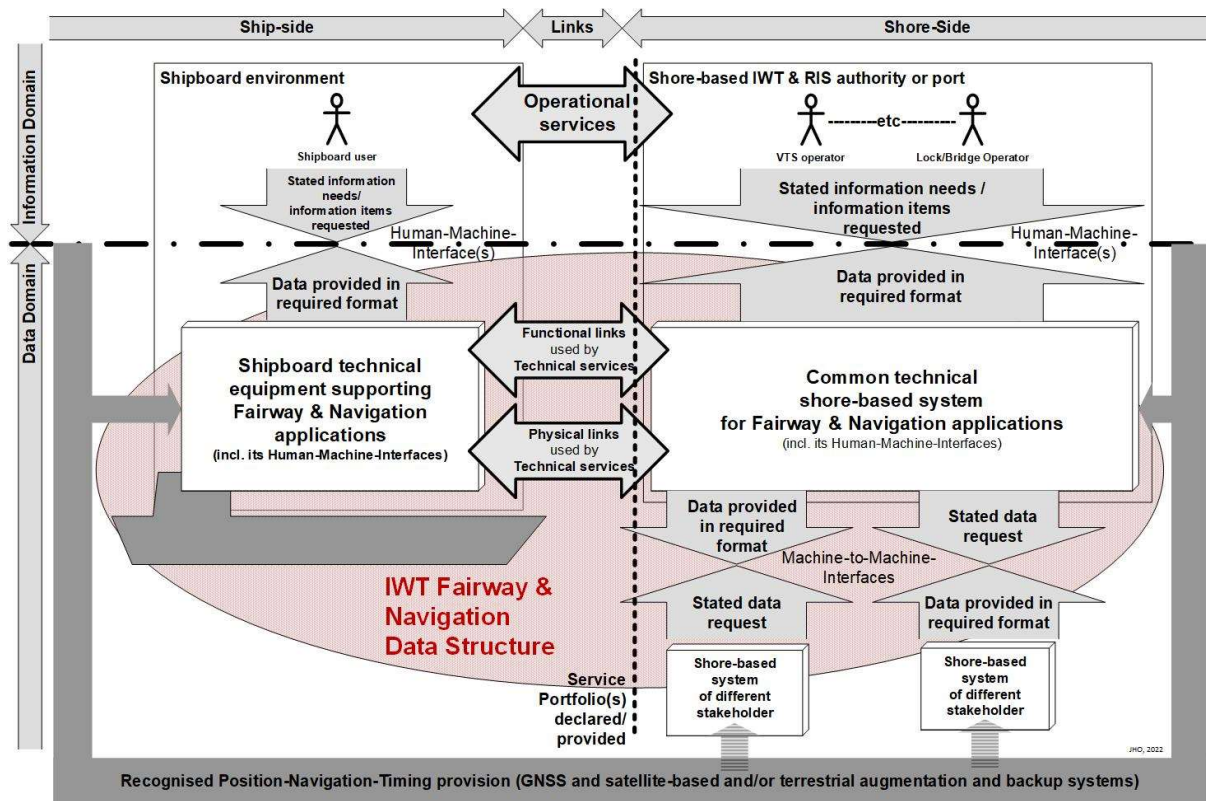 Ship-side
Links
Shore-Side
Information Domain
Data Domain
Shipboard environment
Shore-based IWT & RIS authority or port
Operational
services
Shipboard user
VTS operator
----------etc----------
Lock/Bridge Operator
Stated information
needs/
information items
requested
Stated information needs /
information items
requested
Human-Machine-
Interface(s)
Human-Machine-
Interface(s)
Data provided in
required format
Data provided in
required format
Shipboard technical
equipment supporting
Fairway & Navigation
applications
(incl. its Human-Machine-Interfaces)
Functional links
used by
Technical services
Physical links
used by
Technical services
Common technical
shore-based system
for Fairway & Navigation applications
(incl. its Human-Machine-Interfaces)
Data provided
in required
format
Stated data
request
Machine-to-Machine-
Interfaces
Stated data
request
Data provided in
required format
IWT Fairway &
Navigation
Data Structure
Service
Portfolio(s)
declared/
provided
Shore-based
system
of different
stakeholder
Shore-based
system
of different
stakeholder
JHO, 2022
Recognised Position-Navigation-Timing provision (GNSS and satellite-based and/or terrestrial augmentation and backup systems)